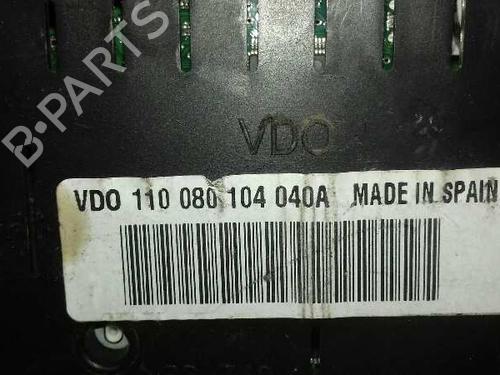 B-PARTS
VDO
VDO 110 080 104 040A MADE IN SPAIN